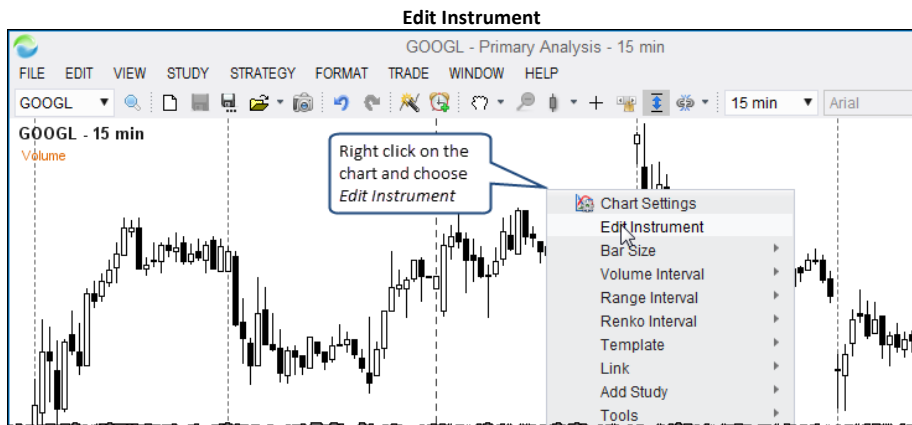 Edit Instrument
GOOGL - Primary Analysis - 15 min
FILE EDIT VIEW STUDY STRATEGY FORMAT TRADE WINDOW HELP
GOOGL 15 min Arial
GOOGL - 15 min
Volume
Right click on the
chart and choose
Edit Instrument
Chart Settings
Edit Instrument
Bar Size
Volume Interval
Range Interval
Renko Interval
Template
Link
Add Study
Tools